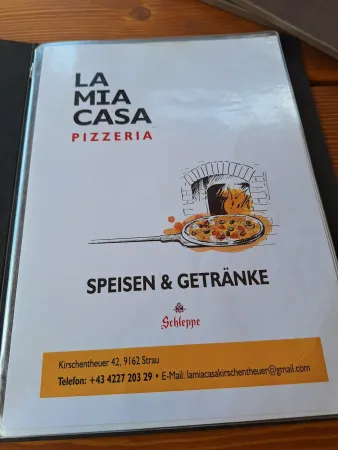 LA
MIA
CASA
PIZZERIA
SPEISEN & GETRÄNKE
Schleppe
Kirschentheuer 42, 9162 Strau
Telefon: +43 4227 203 29 • E-Mail: lamiacasakirschentheuer@gmail.com